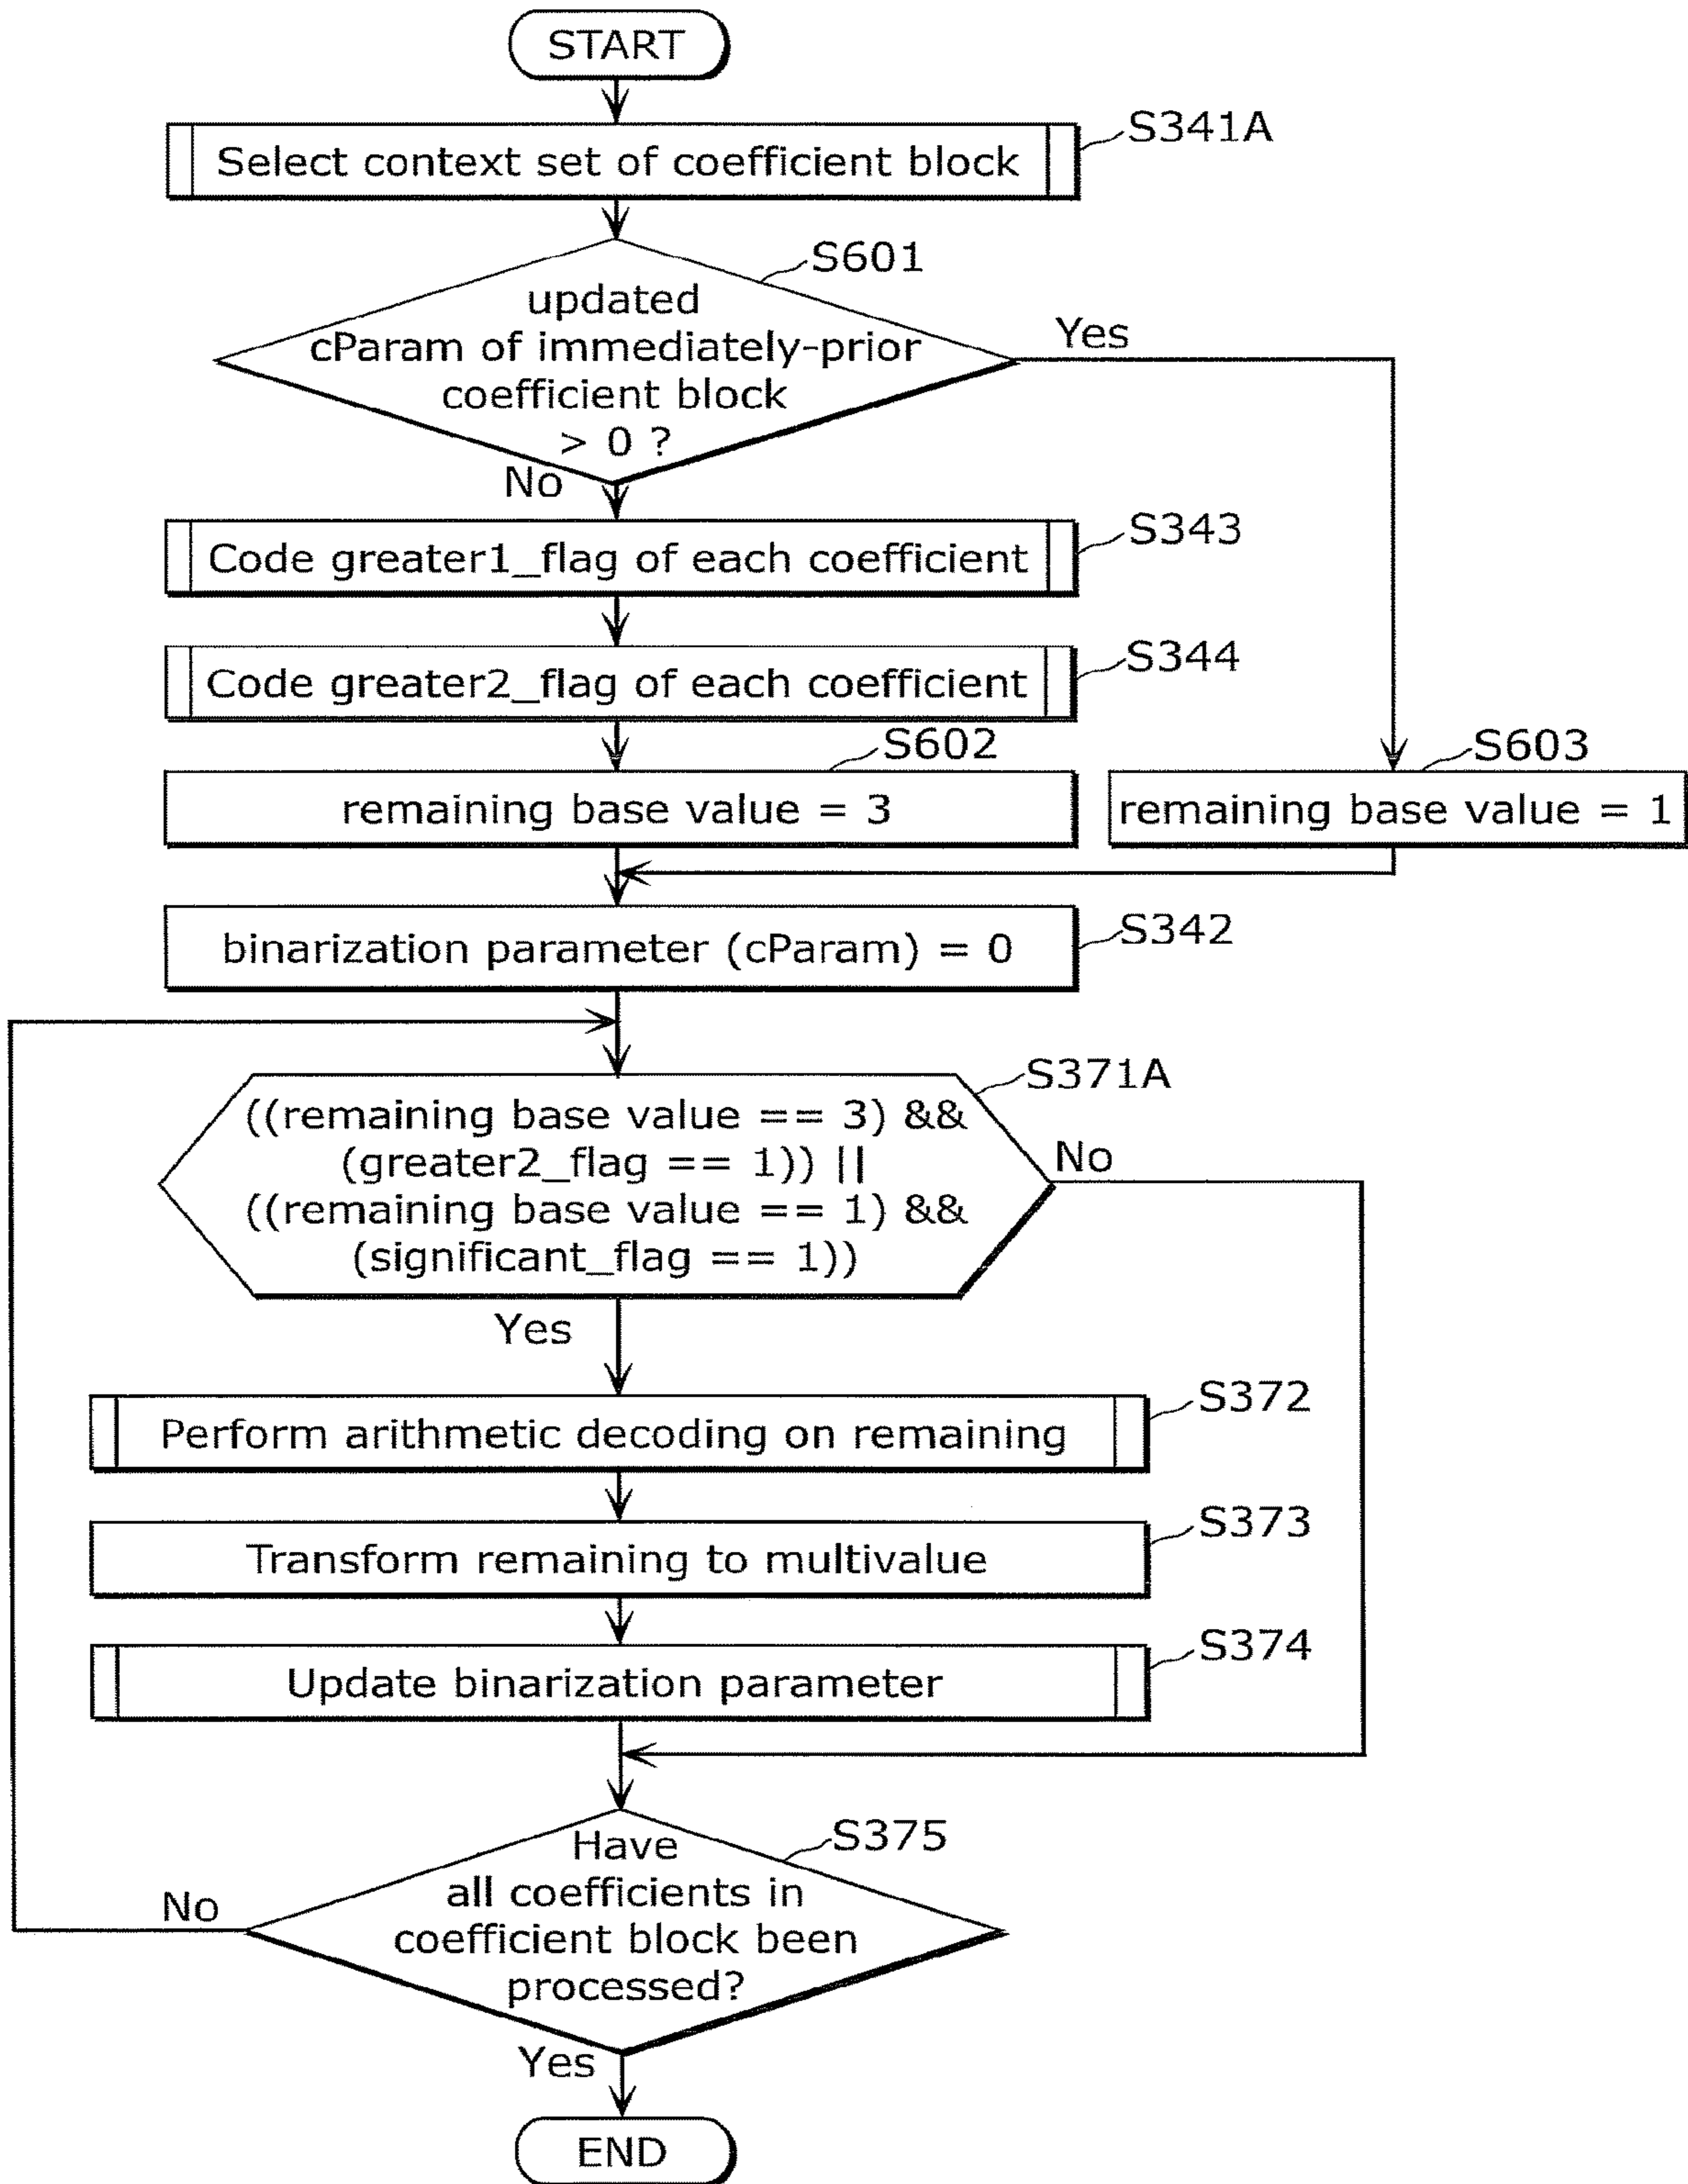 START
S341A
Select context set of coefficient block
S601
updated
cParam of immediately-prior
coefficient block
> 0 ?
Yes
No
S343
Code greater1_flag of each coefficient
S344
Code greater2_flag of each coefficient
S602
remaining base value = 3
S603
remaining base value = 1
S342
binarization parameter (cParam) = 0
S371A
((remaining base value == 3) &&
(greater2_flag == 1)) ||
((remaining base value == 1) &&
(significant_flag == 1))
No
Yes
S372
Perform arithmetic decoding on remaining
S373
Transform remaining to multivalue
S374
Update binarization parameter
S375
Have
all coefficients in
coefficient block been
processed?
No
Yes
END